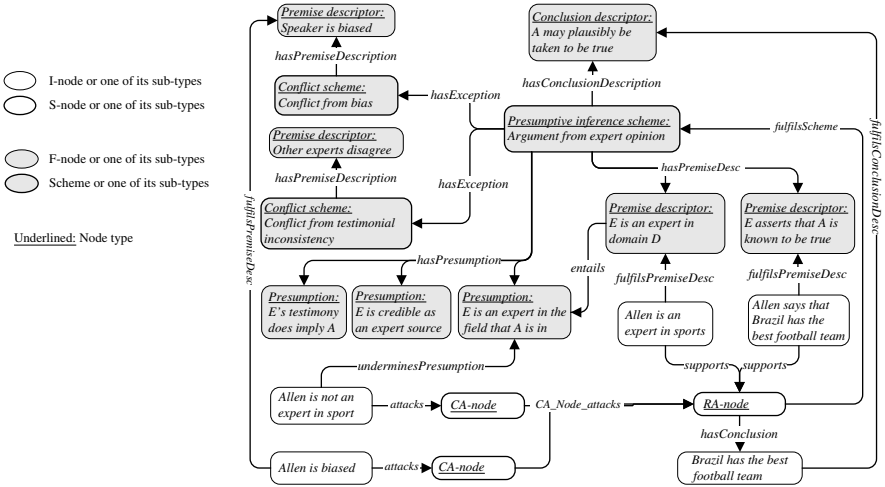 Premise descriptor:
Speaker is biased
Conclusion descriptor:
A may plausibly be
taken to be true
hasPremiseDescription
hasConclusionDescription
I-node or one of its sub-types
S-node or one of its sub-types
Conflict scheme:
Conflict from bias
hasException
Presumptive inference scheme:
Argument from expert opinion
fulfilsScheme
fulfilsConclusionDesc
Premise descriptor:
Other experts disagree
F-node or one of its sub-types
Scheme or one of its sub-types
hasPremiseDescription
hasException
hasPremiseDesc
fulfilsPremiseDesc
Conflict scheme:
Conflict from testimonial
inconsistency
Premise descriptor:
E is an expert in
domain D
Premise descriptor:
E asserts that A is
known to be true
Underlined: Node type
hasPresumption
entails
fulfilsPremiseDesc
fulfilsPremiseDesc
Presumption:
E's testimony
does imply A
Presumption:
E is credible as
an expert source
Presumption:
E is an expert in the
field that A is in
Allen is an
expert in sports
Allen says that
Brazil has the
best football team
underminesPresumption
supports
supports
Allen is not an
expert in sport
attacks
CA-node
CA_Node_attacks
RA-node
hasConclusion
Allen is biased
attacks
CA-node
Brazil has the best
football team